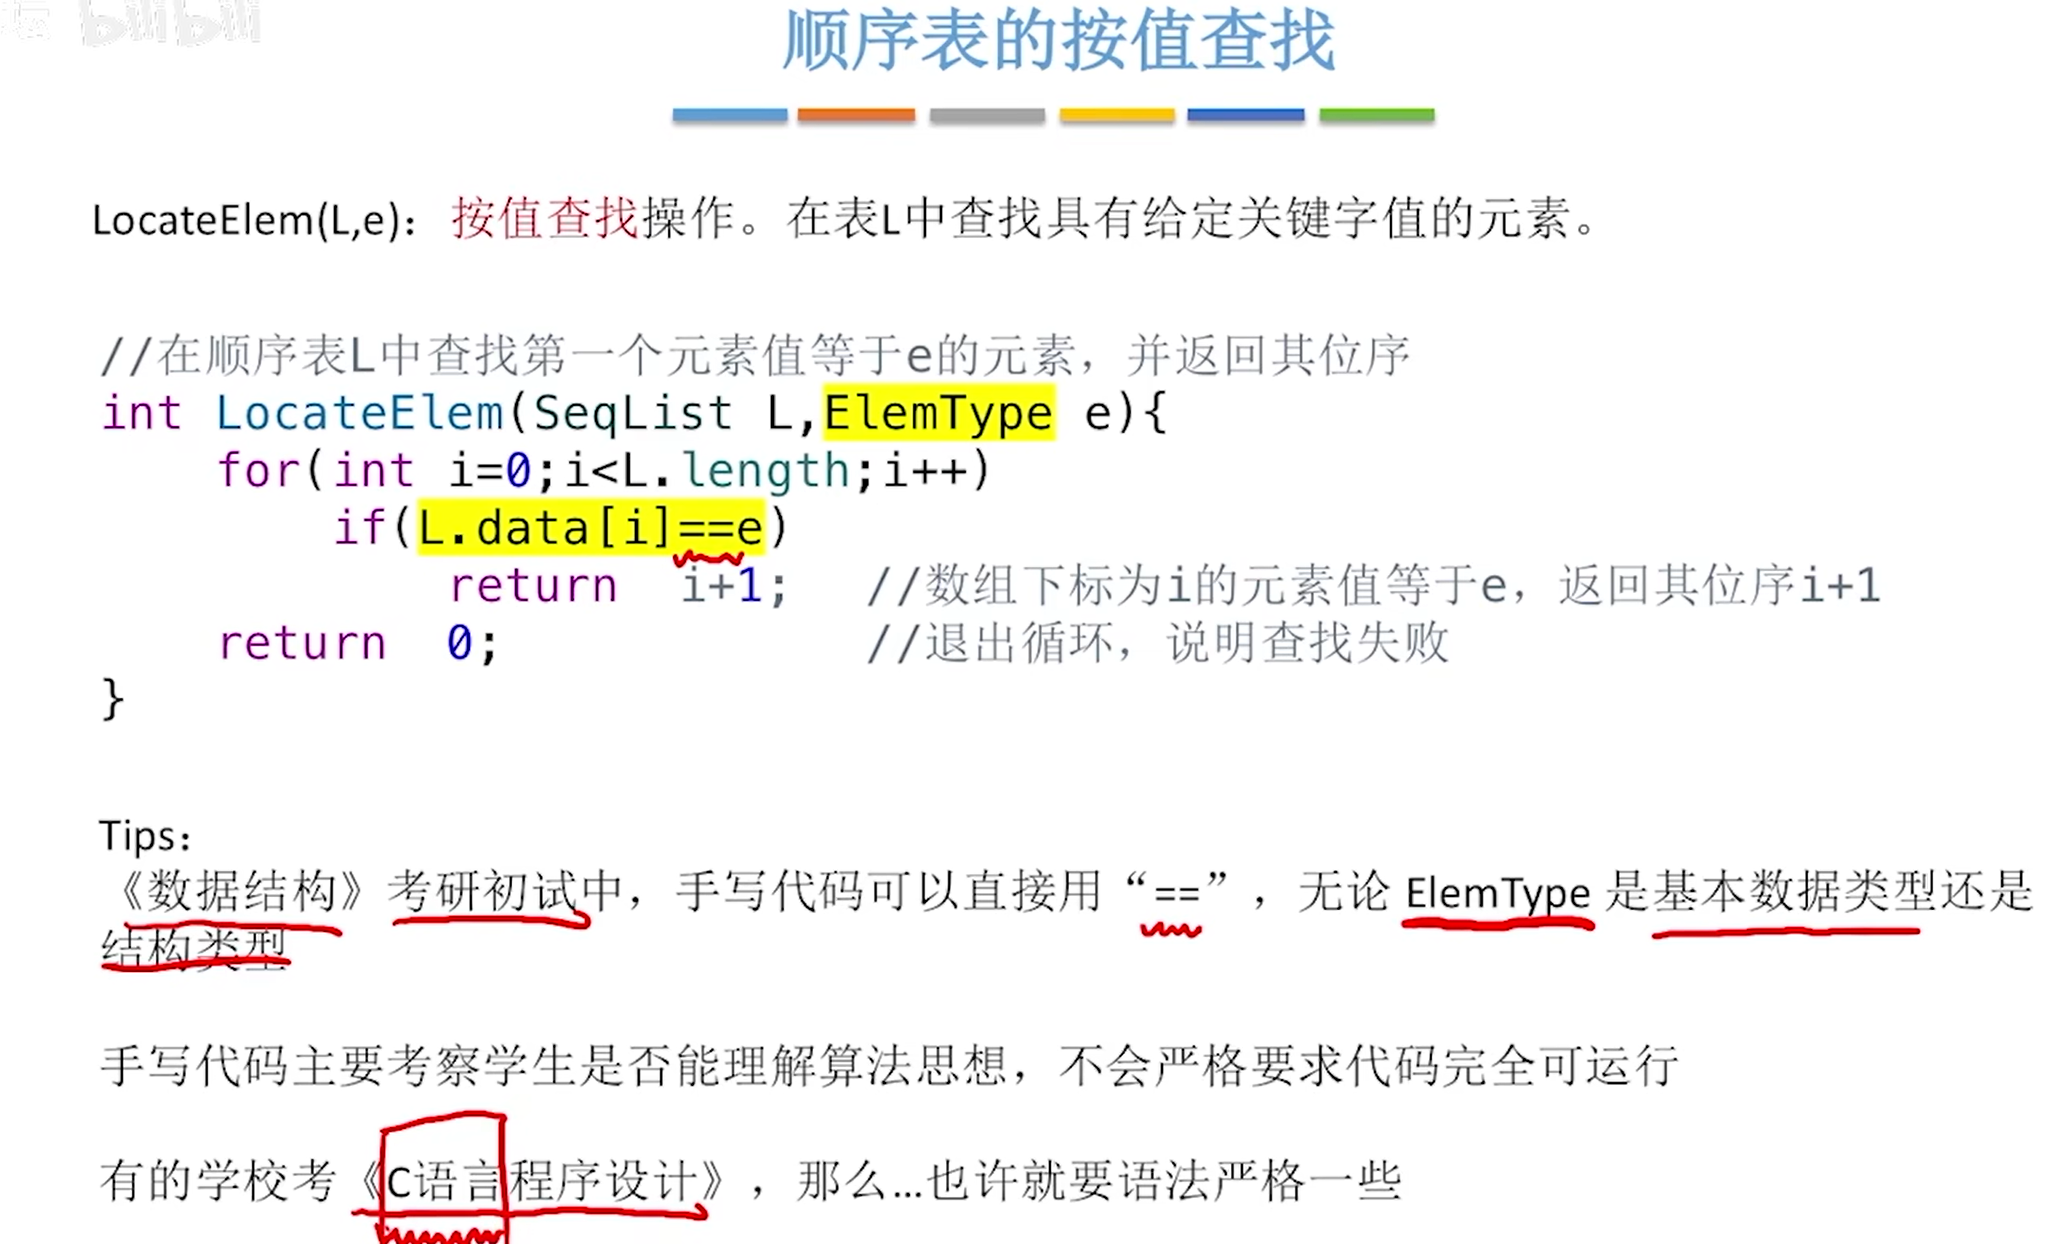 bilibili
顺序表的按值查找
LocateElem(L,e)：按值查找操作。在表L中查找具有给定关键字值的元素。
//在顺序表L中查找第一个元素值等于e的元素，并返回其位序
int LocateElem(SeqList L,ElemType e){
    for(int i=0;i<L.length;i++)
        if(L.data[i]==e)
            return  i+1;   //数组下标为i的元素值等于e，返回其位序i+1
    return  0;             //退出循环，说明查找失败
}
Tips：
《数据结构》考研初试中，手写代码可以直接用“==”，无论 ElemType 是基本数据类型还是
结构类型
手写代码主要考察学生是否能理解算法思想，不会严格要求代码完全可运行
有的学校考《C语言程序设计》，那么...也许就要语法严格一些